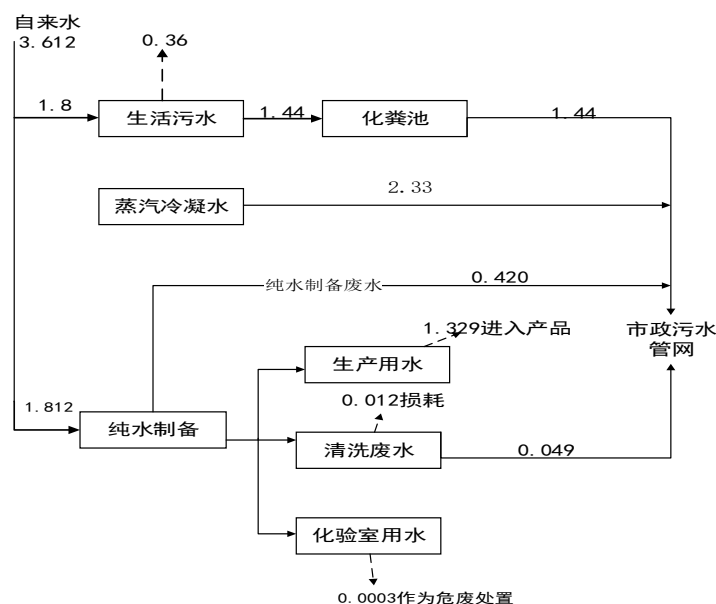 自来水
3.612
0.36
1.8
生活污水
1.44
化粪池
1.44
蒸汽冷凝水
2.33
纯水制备废水
0.420
1.329进入产品
市政污水
管网
生产用水
0.012损耗
1.812
纯水制备
清洗废水
0.049
化验室用水
0.0003作为危废处置